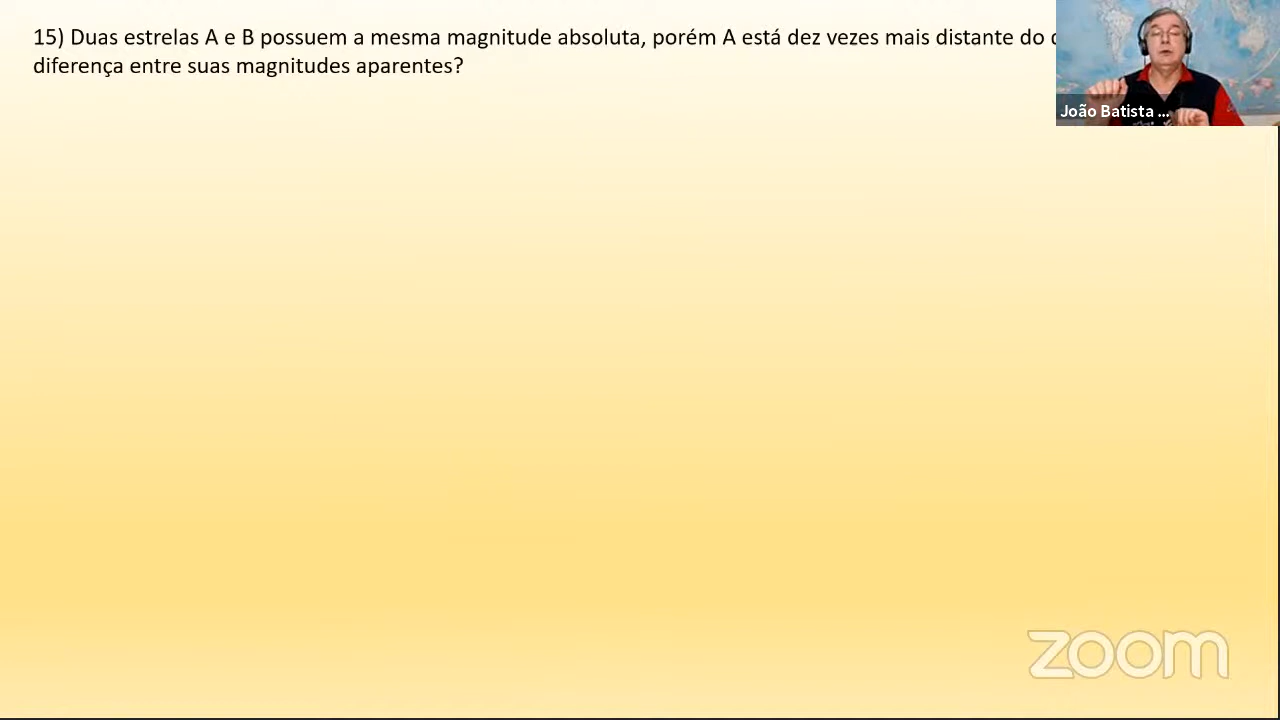 15) Duas estrelas A e B possuem a mesma magnitude absoluta, porém A está dez vezes mais distante do
diferença entre suas magnitudes aparentes?
João Batista ...
zoom